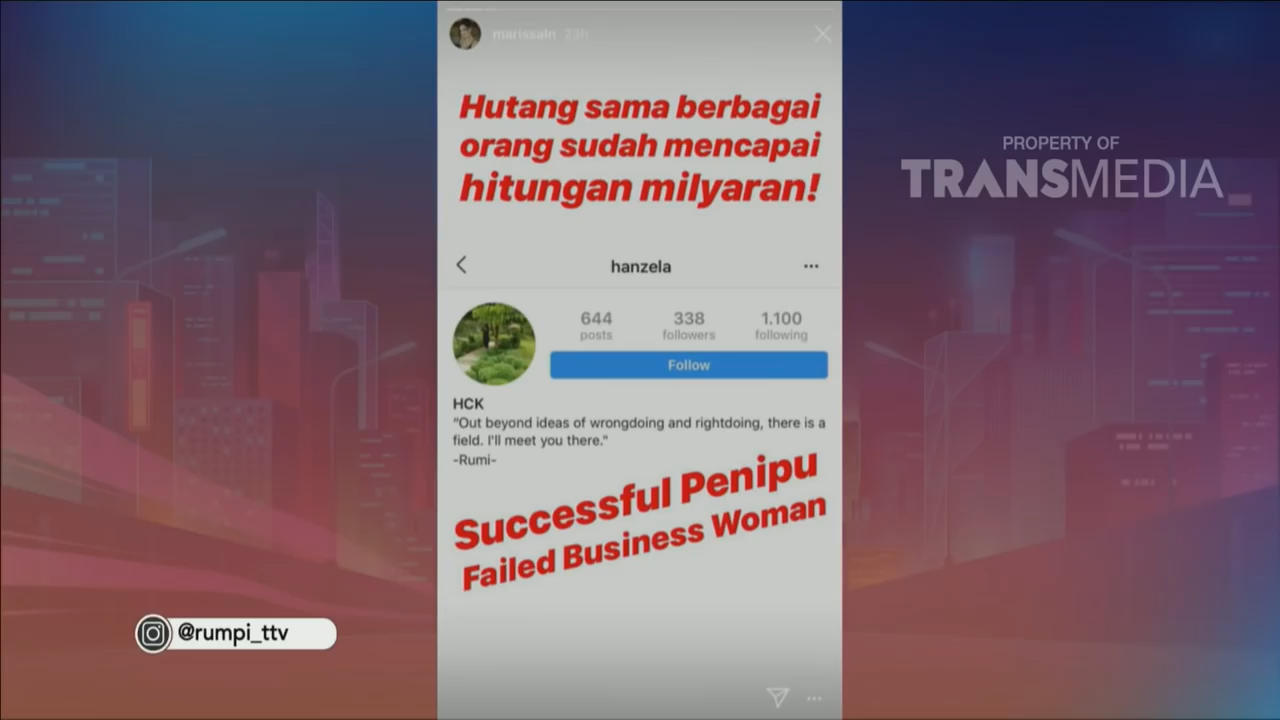 marissaln 23h
Hutang sama berbagai
orang sudah mencapai
hitungan milyaran!
PROPERTY OF
TRANSMEDIA
hanzela
644 338 1.100
posts followers following
Follow
HCK
"Out beyond ideas of wrongdoing and rightdoing, there is a
field. I'll meet you there."
-Rumi-
Successful Penipu
Failed Business Woman
@rumpi_ttv